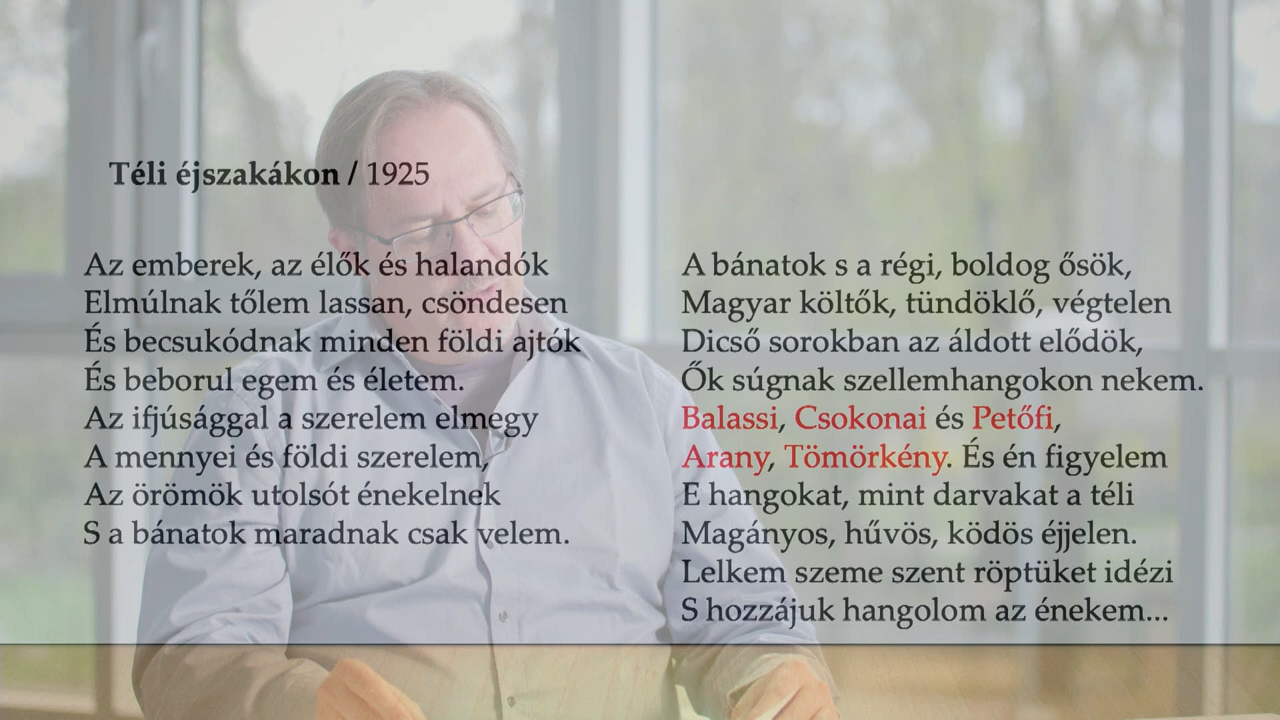 Téli éjszakákon / 1925
Az emberek, az élők és halandók
Elmúlnak tőlem lassan, csöndesen
És becsukódnak minden földi ajtók
És beborul egem és életem.
Az ifjúsággal a szerelem elmegy
A mennyei és földi szerelem,
Az örömök utolsót énekelnek
S a bánatok maradnak csak velem.
A bánatok s a régi, boldog ősök,
Magyar költők, tündöklő, végtelen
Dicső sorokban az áldott elődök,
Ők súgnak szellemhangokon nekem.
Balassi, Csokonai és Petőfi,
Arany, Tömörkény. És én figyelem
E hangokat, mint darvakat a téli
Magányos, hűvös, ködös éjjelen.
Lelkem szeme szent röptüket idézi
S hozzájuk hangolom az énekem...